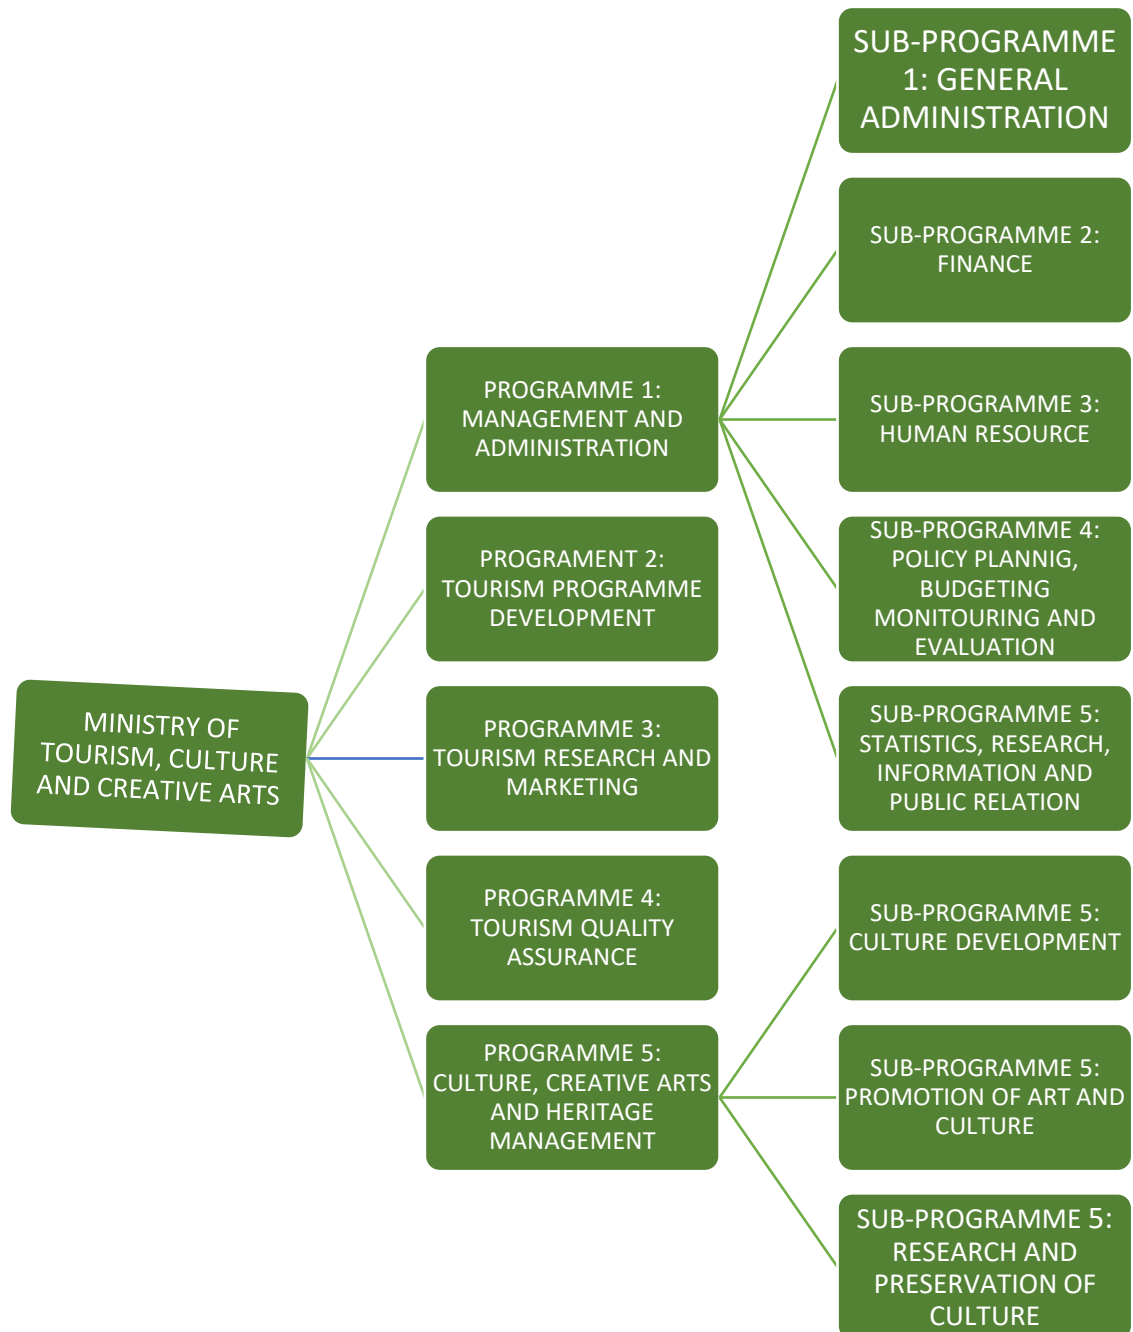 MINISTRY OF
TOURISM, CULTURE
AND CREATIVE ARTS
PROGRAMME 1:
MANAGEMENT AND
ADMINISTRATION
SUB-PROGRAMME
1: GENERAL
ADMINISTRATION
SUB-PROGRAMME 2:
FINANCE
SUB-PROGRAMME 3:
HUMAN RESOURCE
SUB-PROGRAMME 4:
POLICY PLANNIG,
BUDGETING
MONITOURING AND
EVALUATION
SUB-PROGRAMME 5:
STATISTICS, RESEARCH,
INFORMATION AND
PUBLIC RELATION
PROGRAMENT 2:
TOURISM PROGRAMME
DEVELOPMENT
PROGRAMME 3:
TOURISM RESEARCH AND
MARKETING
PROGRAMME 4:
TOURISM QUALITY
ASSURANCE
PROGRAMME 5:
CULTURE, CREATIVE ARTS
AND HERITAGE
MANAGEMENT
SUB-PROGRAMME 5:
CULTURE DEVELOPMENT
SUB-PROGRAMME 5:
PROMOTION OF ART AND
CULTURE
SUB-PROGRAMME 5:
RESEARCH AND
PRESERVATION OF
CULTURE